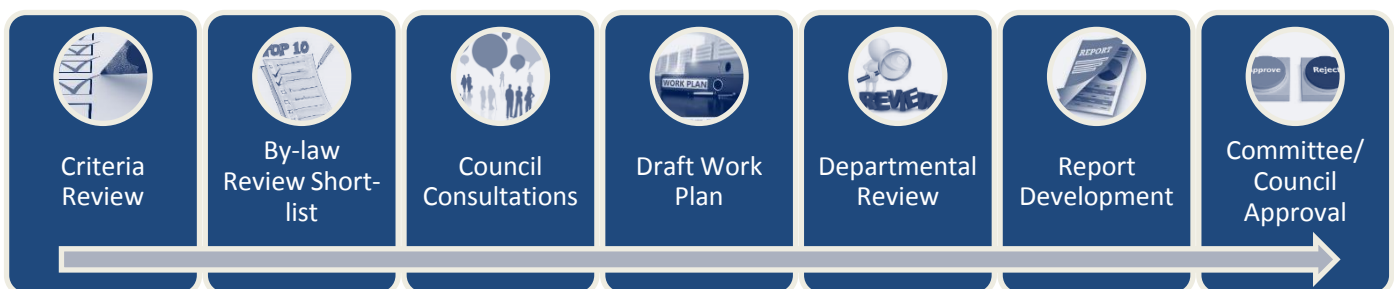 TOP 10
WORK PLAN
REVIEW
REPORT
Approve
Reject
Criteria
Review
By-law
Review Short-
list
Council
Consultations
Draft Work
Plan
Departmental
Review
Report
Development
Committee/
Council
Approval